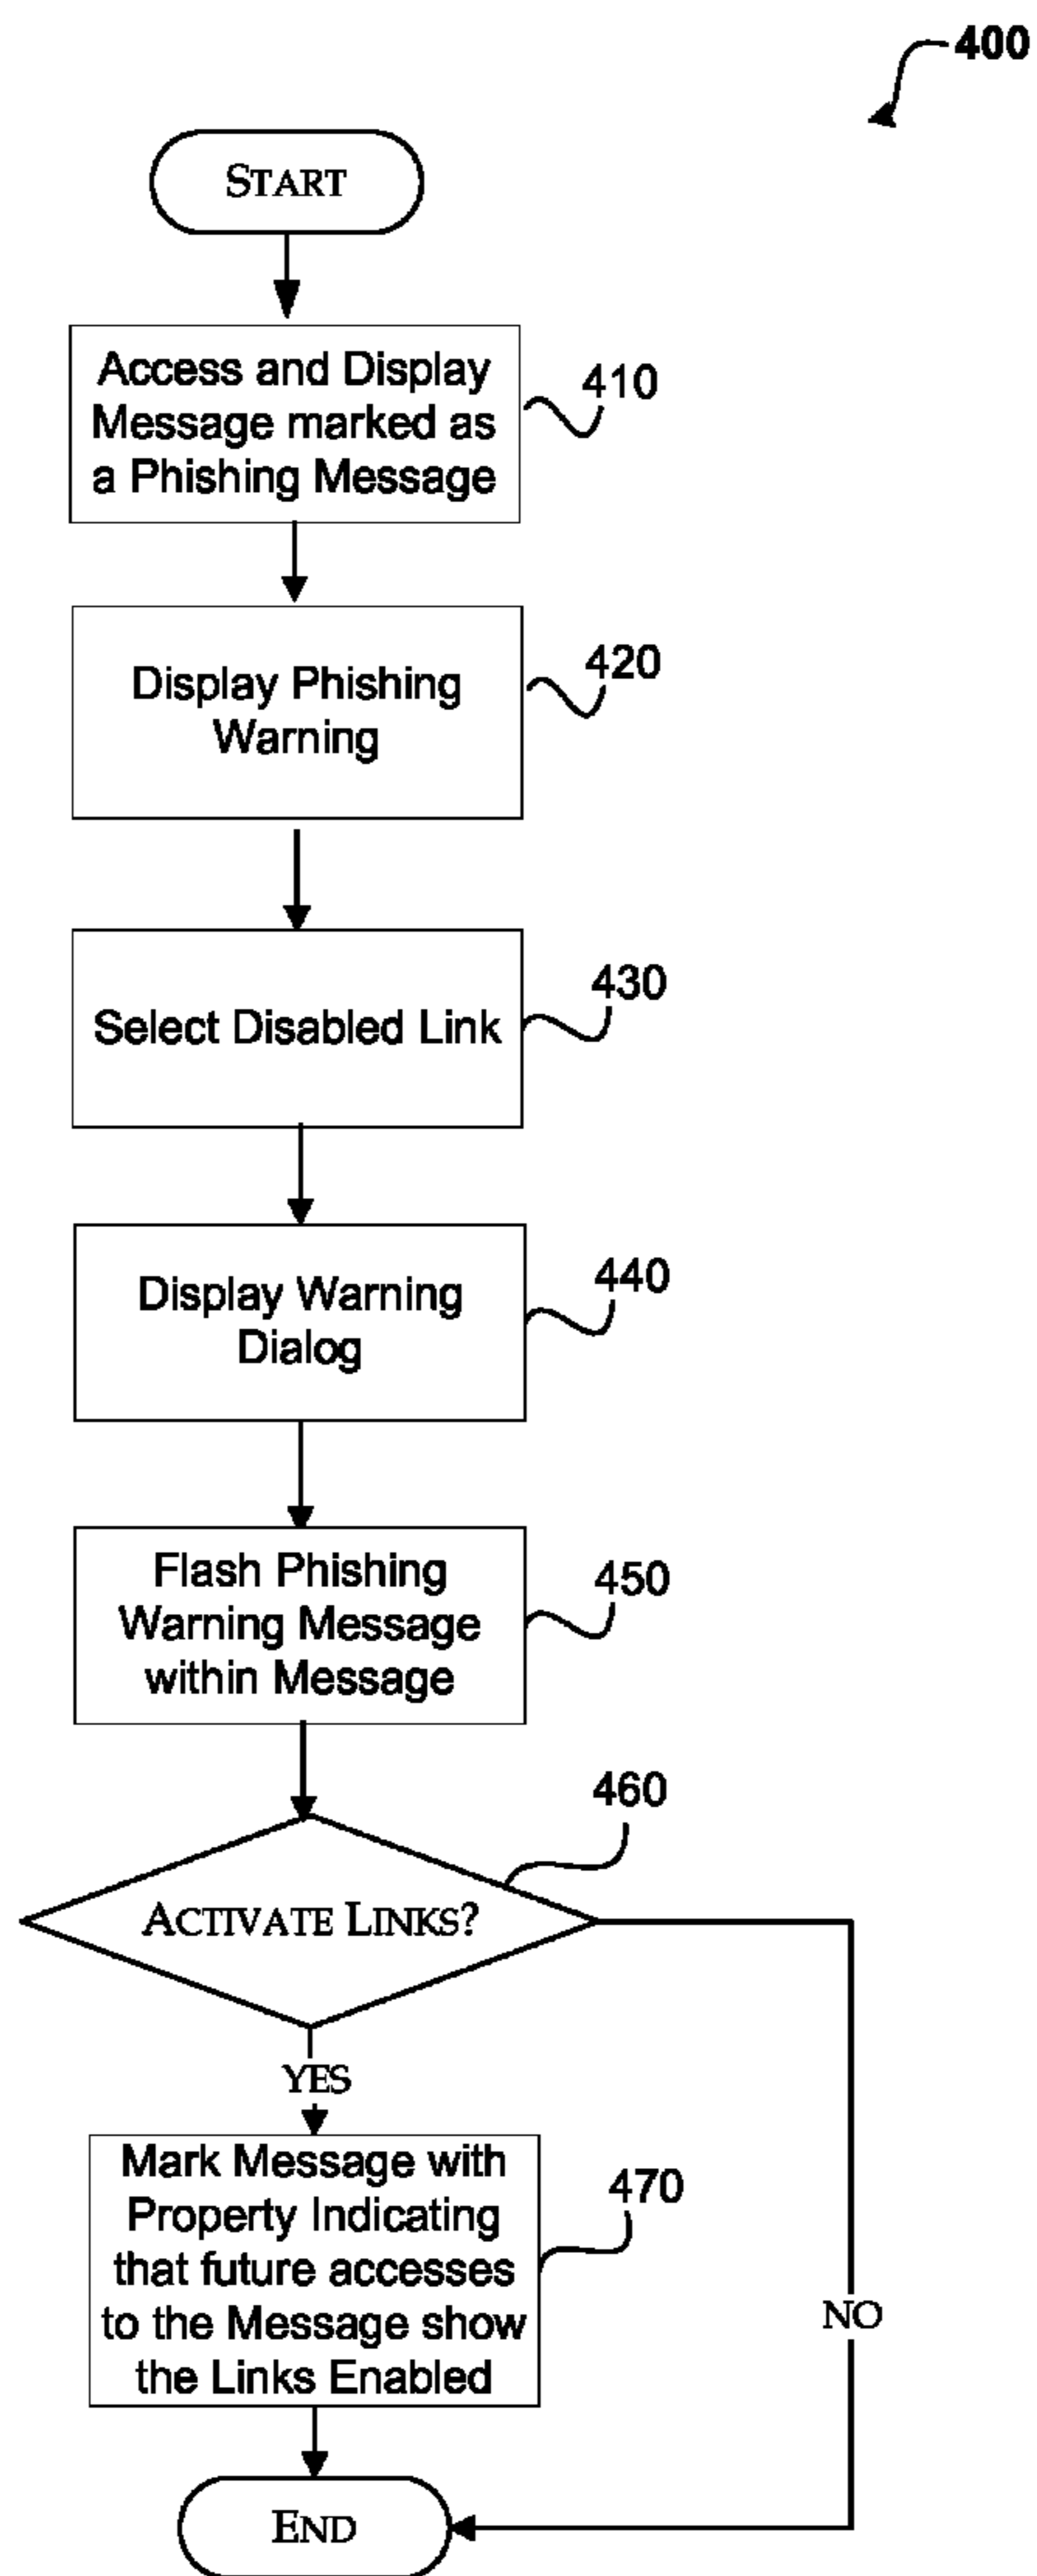 400
START
Access and Display
Message marked as
a Phishing Message
410
Display Phishing
Warning
420
Select Disabled Link
430
Display Warning
Dialog
440
Flash Phishing
Warning Message
within Message
450
460
ACTIVATE LINKS?
YES
Mark Message with
Property Indicating
that future accesses
to the Message show
the Links Enabled
470
NO
END